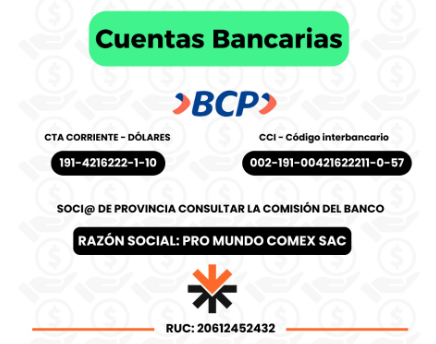 Cuentas Bancarias
BCP
CTA CORRIENTE - DÓLARES
191-4216222-1-10
CCI - Código interbancario
002-191-00421622211-0-57
SOCI@ DE PROVINCIA CONSULTAR LA COMISIÓN DEL BANCO
RAZÓN SOCIAL: PRO MUNDO COMEX SAC
RUC: 20612452432